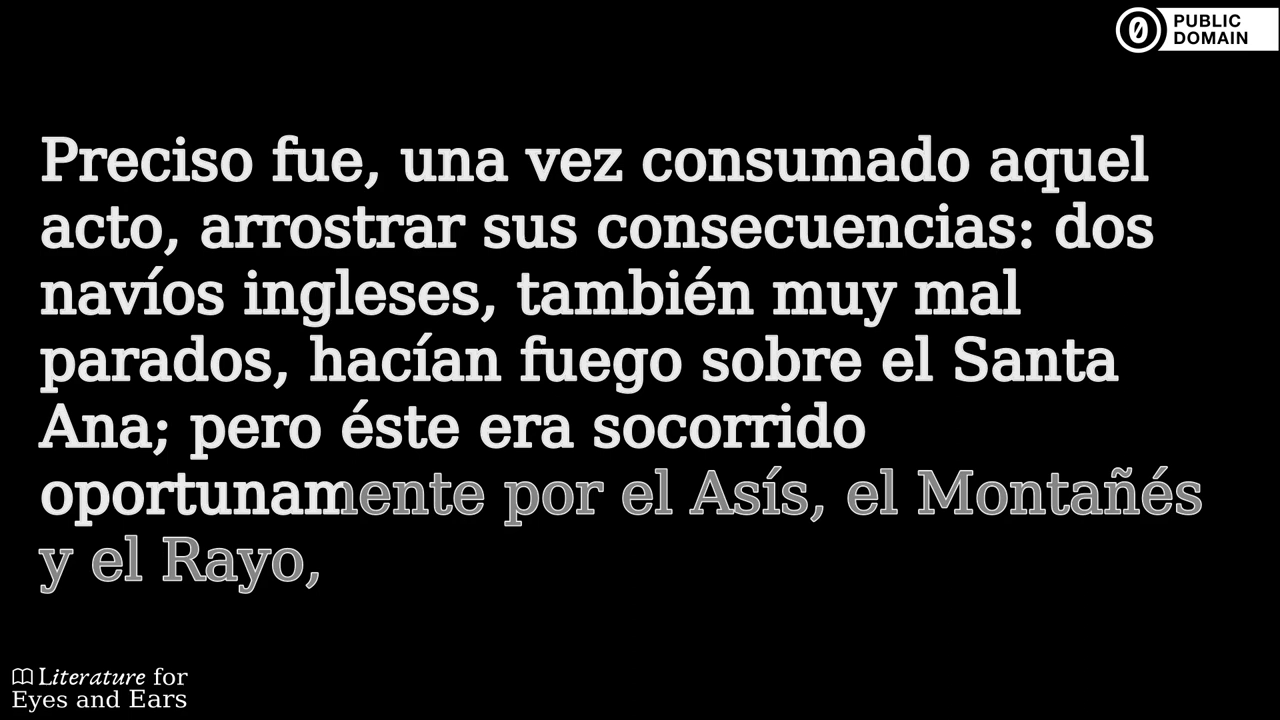 PUBLIC
DOMAIN
Preciso fue, una vez consumado aquel
acto, arrostrar sus consecuencias: dos
navíos ingleses, también muy mal
parados, hacían fuego sobre el Santa
Ana; pero éste era socorrido
oportunamente por el Asís, el Montañés
y el Rayo,
Literature for
Eyes and Ears